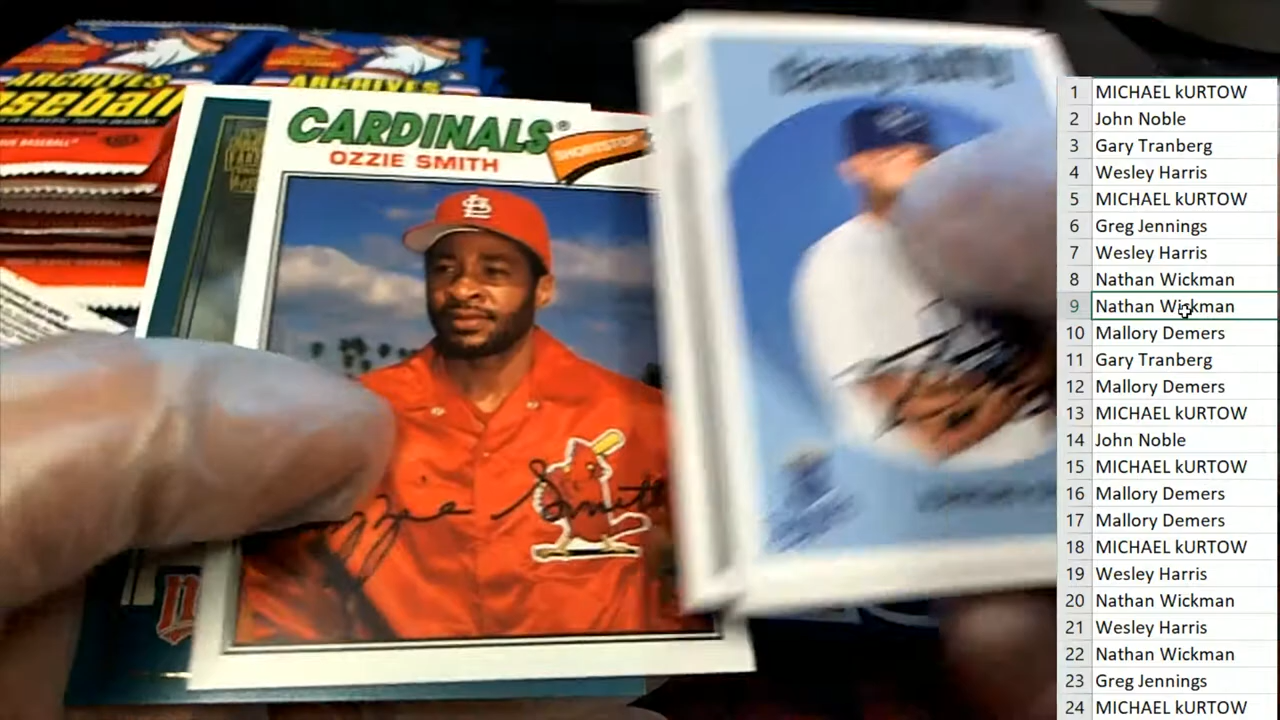 ARCHIVES
Baseball
ARCHIVES
CARDINALS®
OZZIE SMITH
SHORTSTOP
Ozzie Smith
1 MICHAEL kURTOW
2 John Noble
3 Gary Tranberg
4 Wesley Harris
5 MICHAEL kURTOW
6 Greg Jennings
7 Wesley Harris
8 Nathan Wickman
9 Nathan Wickman
10 Mallory Demers
11 Gary Tranberg
12 Mallory Demers
13 MICHAEL kURTOW
14 John Noble
15 MICHAEL kURTOW
16 Mallory Demers
17 Mallory Demers
18 MICHAEL kURTOW
19 Wesley Harris
20 Nathan Wickman
21 Wesley Harris
22 Nathan Wickman
23 Greg Jennings
24 MICHAEL kURTOW